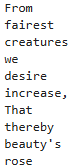 From
fairest
creatures
we
desire
increase,
That
thereby
beauty's
rose